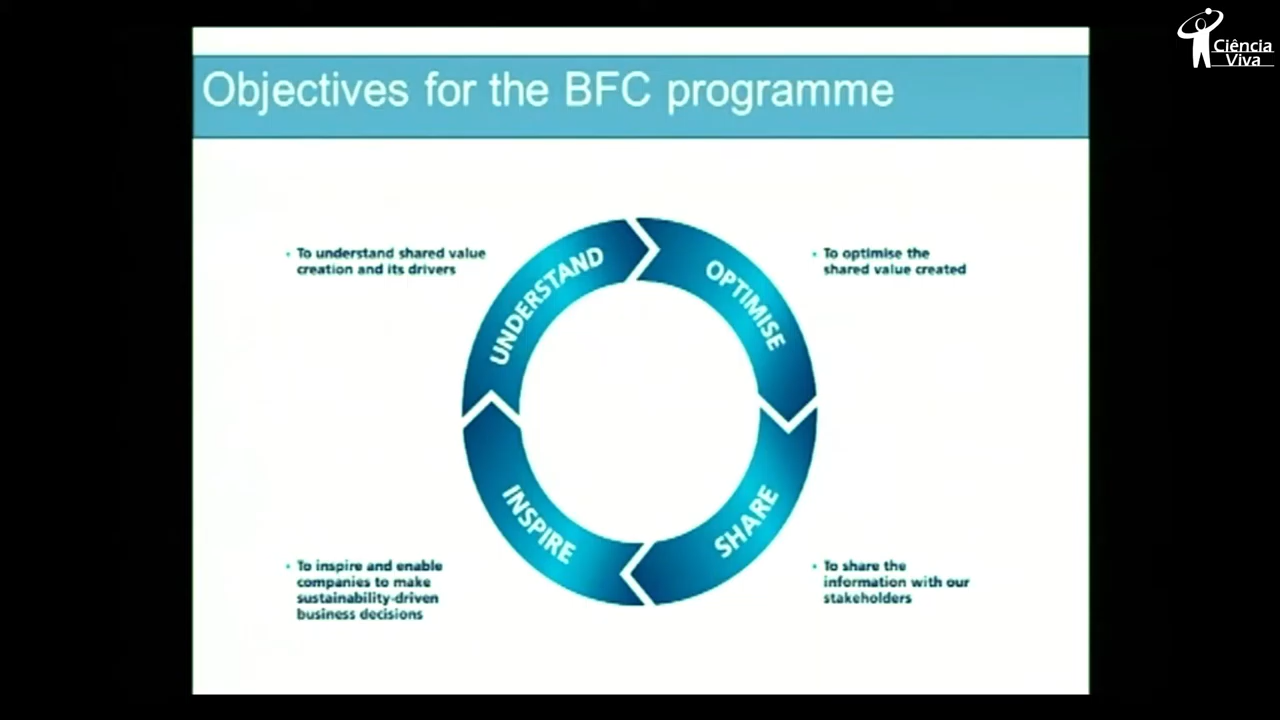 Ciência
Viva
Objectives for the BFC programme
• To understand shared value
creation and its drivers
UNDERSTAND
OPTIMISE
• To optimise the
shared value created
• To inspire and enable
companies to make
sustainability-driven
business decisions
INSPIRE
SHARE
• To share the
information with our
stakeholders